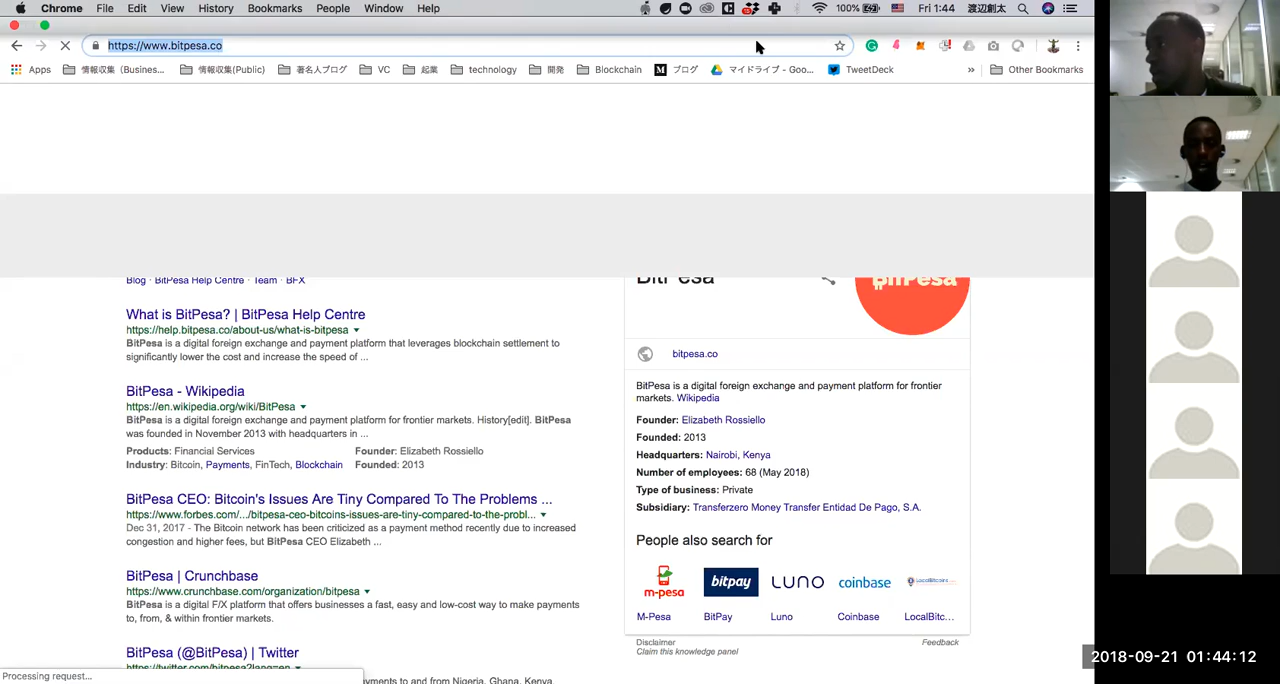 Chrome File Edit View History Bookmarks People Window Help 100% Fri 1:44 渡辺創太
https://www.bitpesa.co
Apps 情報収集 (Busines... 情報収集(Public) 著名人ブログ VC 起業 technology 開発 Blockchain M ブログ マイドライブ - Goo... TweetDeck » Other Bookmarks
Blog · BitPesa Help Centre · Team · BFX
What is BitPesa? | BitPesa Help Centre
https://help.bitpesa.co/about-us/what-is-bitpesa
BitPesa is a digital foreign exchange and payment platform that leverages blockchain settlement to
significantly lower the cost and increase the speed of ...
BitPesa - Wikipedia
https://en.wikipedia.org/wiki/BitPesa
BitPesa is a digital foreign exchange and payment platform for frontier markets. History[edit]. BitPesa
was founded in November 2013 with headquarters in ...
Products: Financial Services Founder: Elizabeth Rossiello
Industry: Bitcoin, Payments, FinTech, Blockchain Founded: 2013
BitPesa CEO: Bitcoin's Issues Are Tiny Compared To The Problems ...
https://www.forbes.com/.../bitpesa-ceo-bitcoins-issues-are-tiny-compared-to-the-probl...
Dec 31, 2017 - The Bitcoin network has been criticized as a payment method recently due to increased
congestion and higher fees, but BitPesa CEO Elizabeth ...
BitPesa | Crunchbase
https://www.crunchbase.com/organization/bitpesa
BitPesa is a digital F/X platform that offers businesses a fast, easy and low-cost way to make payments
to, from, & within frontier markets.
BitPesa (@BitPesa) | Twitter
https://twitter.com/bitpesa?lang=en
Processing request...
yments to and from Nigeria, Ghana, Kenya,
BitPesa
BitPesa
bitpesa.co
BitPesa is a digital foreign exchange and payment platform for frontier
markets. Wikipedia
Founder: Elizabeth Rossiello
Founded: 2013
Headquarters: Nairobi, Kenya
Number of employees: 68 (May 2018)
Type of business: Private
Subsidiary: Transferzero Money Transfer Entidad De Pago, S.A.
People also search for
m-pesa bitpay LUNO coinbase LocalBitcoins
M-Pesa BitPay Luno Coinbase LocalBitc...
Disclaimer Feedback
Claim this knowledge panel
2018-09-21 01:44:12